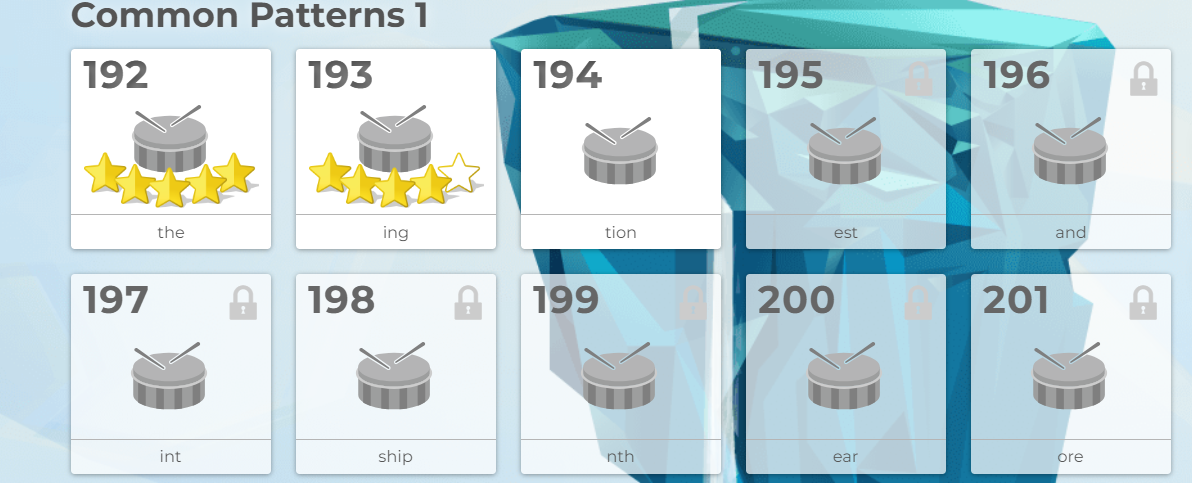 Common Patterns 1
192 193 194 195 196
the ing tion est and
197 198 199 200 201
int ship nth ear ore